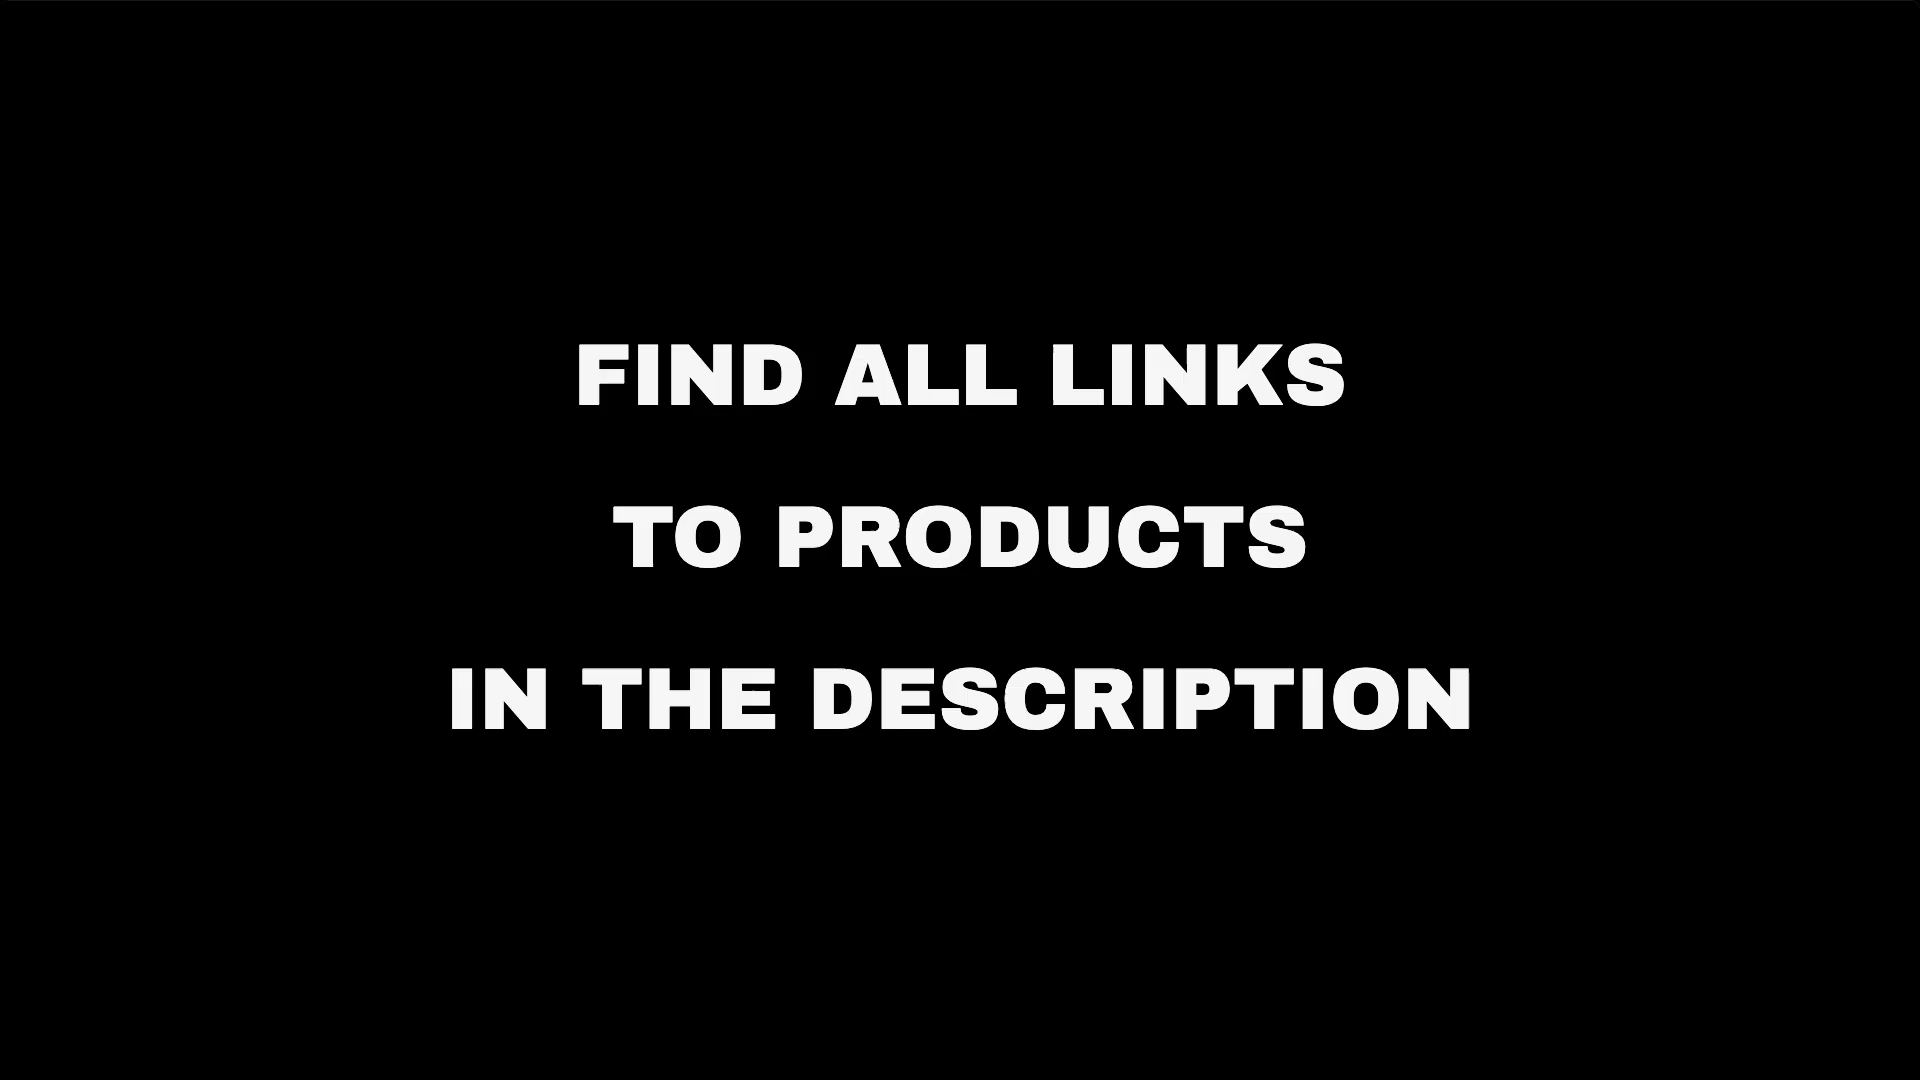 FIND ALL LINKS
TO PRODUCTS
IN THE DESCRIPTION